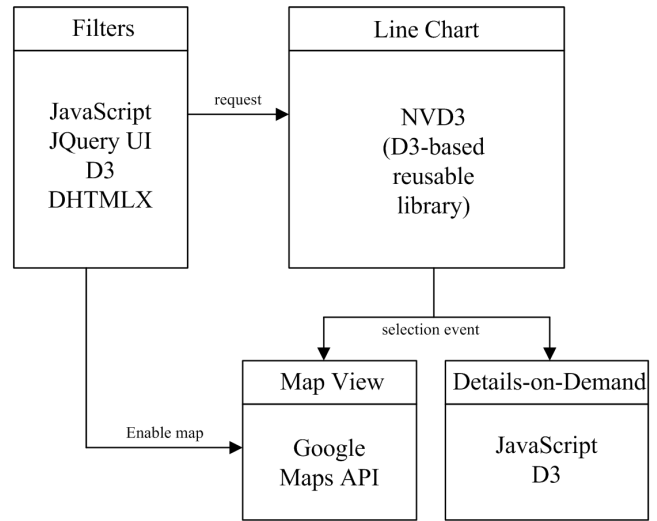 Filters
JavaScript
JQuery UI
D3
DHTMLX
request
Line Chart
NVD3
(D3-based
reusable
library)
selection event
Enable map
Map View
Google
Maps API
Details-on-Demand
JavaScript
D3